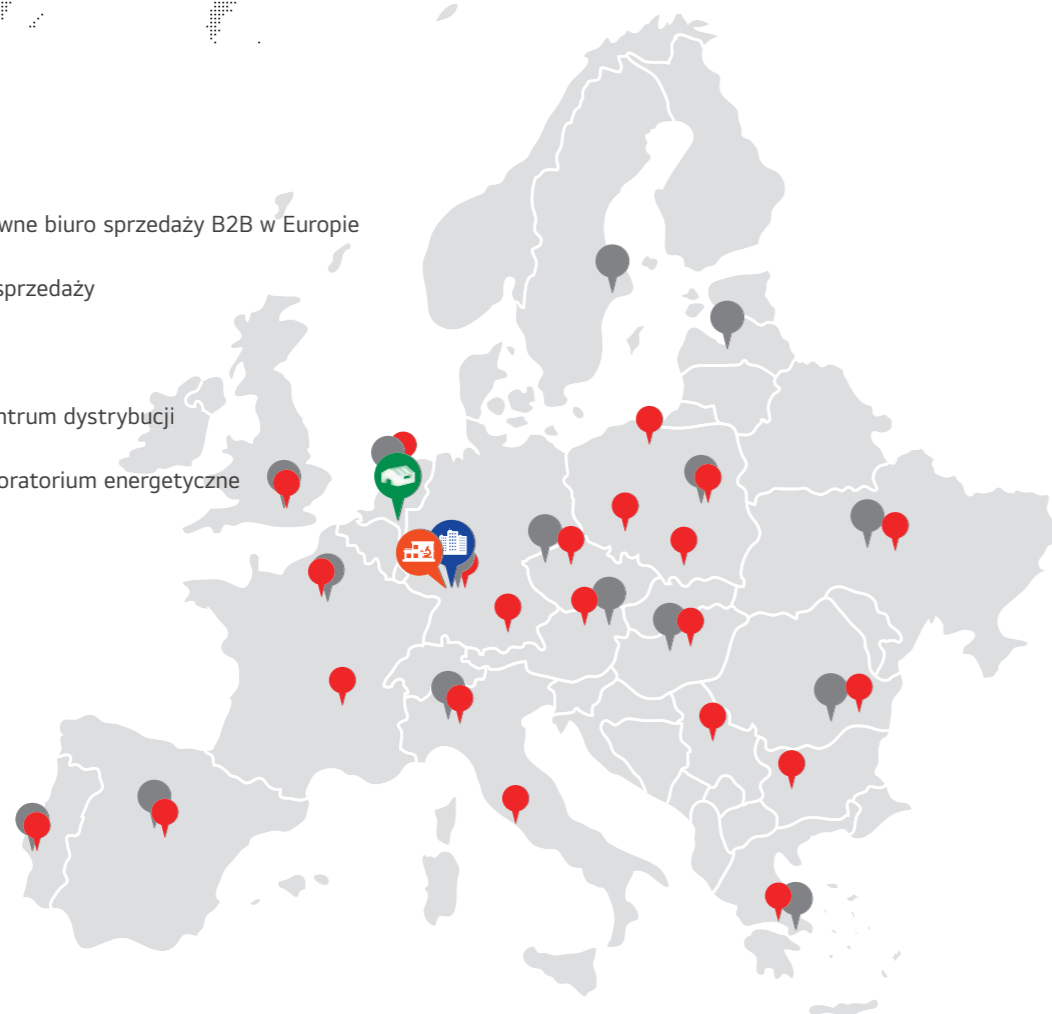 wne biuro sprzedaży B2B w Europie
sprzedaży
ntrum dystrybucji
oratorium energetyczne